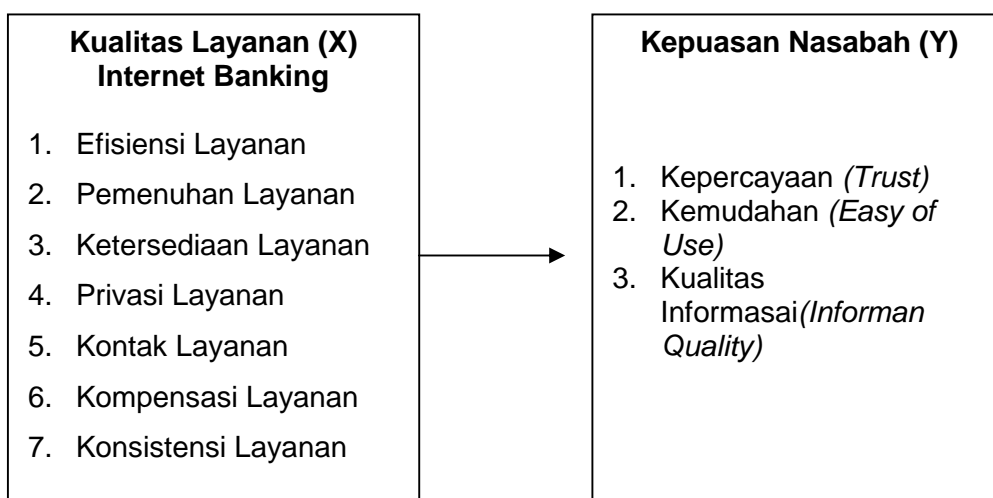 Kualitas Layanan (X)
Internet Banking
1. Efisiensi Layanan
2. Pemenuhan Layanan
3. Ketersediaan Layanan
4. Privasi Layanan
5. Kontak Layanan
6. Kompensasi Layanan
7. Konsistensi Layanan
Kepuasan Nasabah (Y)
1. Kepercayaan (Trust)
2. Kemudahan (Easy of
Use)
3. Kualitas
Informasai(Informan
Quality)